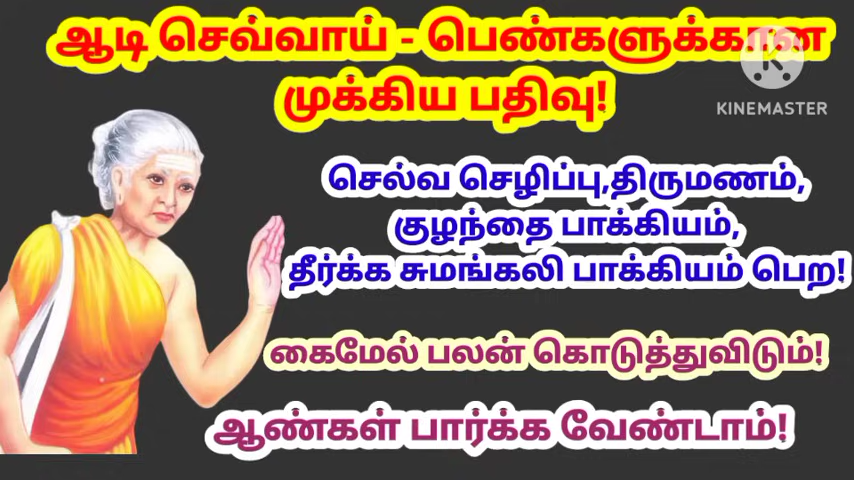 ஆடி செவ்வாய் - பெண்களுக்கான
முக்கிய பதிவு!
KINEMASTER
செல்வ செழிப்பு,திருமணம்,
குழந்தை பாக்கியம்,
தீர்க்க சுமங்கலி பாக்கியம் பெற!
கைமேல் பலன் கொடுத்துவிடும்!
ஆண்கள் பார்க்க வேண்டாம்!